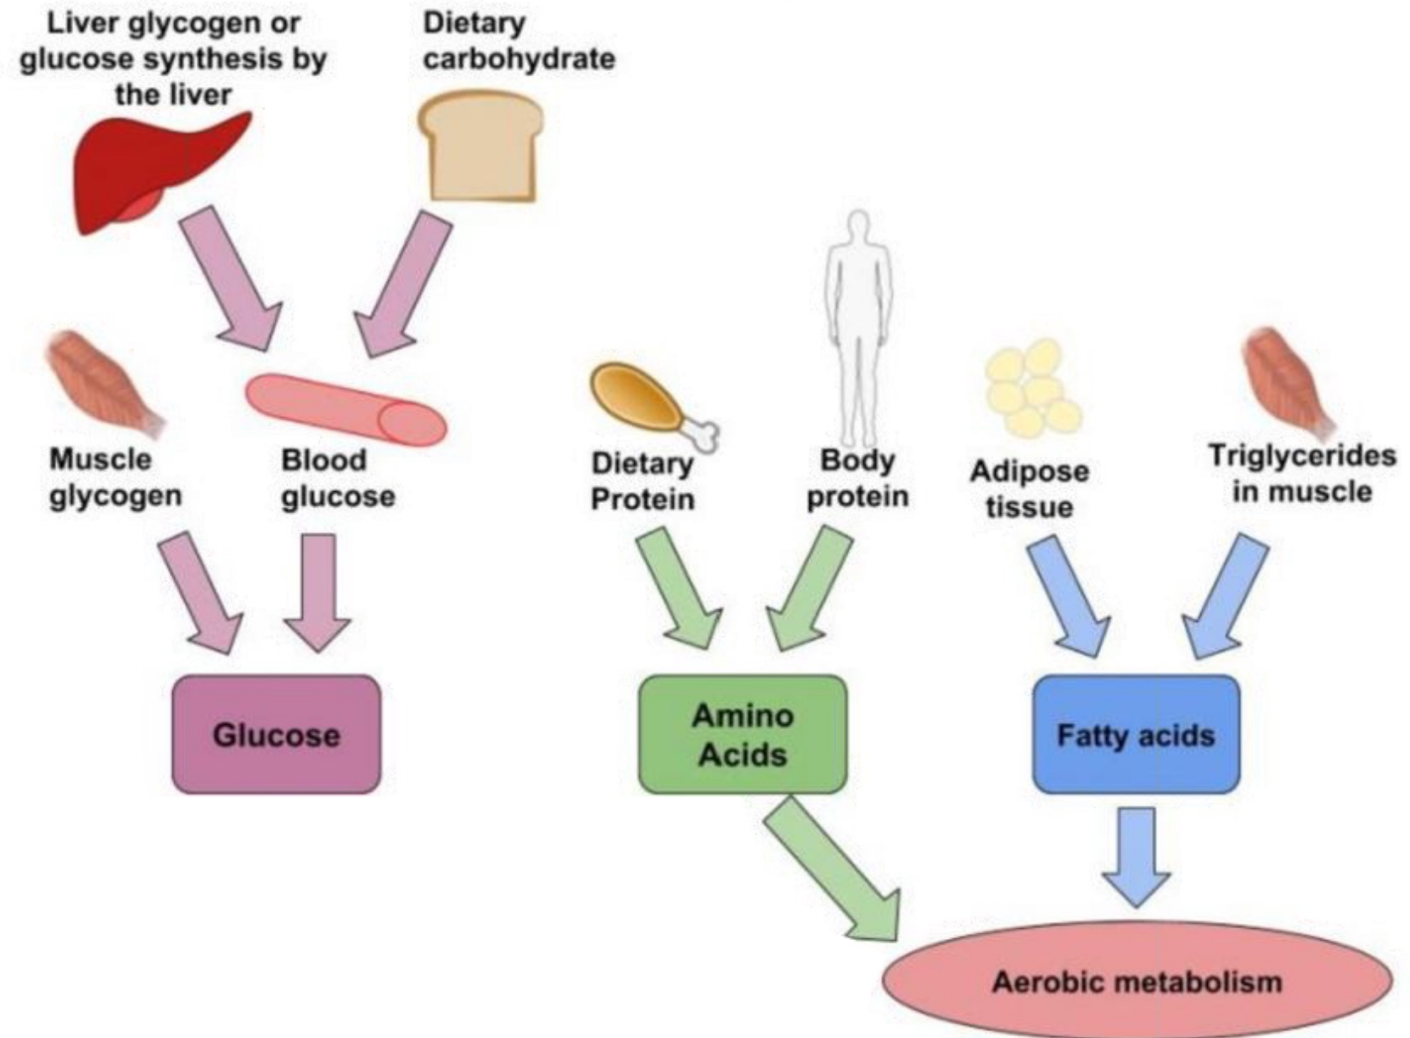 Liver glycogen or
glucose synthesis by
the liver
Dietary
carbohydrate
Muscle
glycogen
Blood
glucose
Dietary
Protein
Body
protein
Adipose
tissue
Triglycerides
in muscle
Glucose
Amino
Acids
Fatty acids
Aerobic metabolism